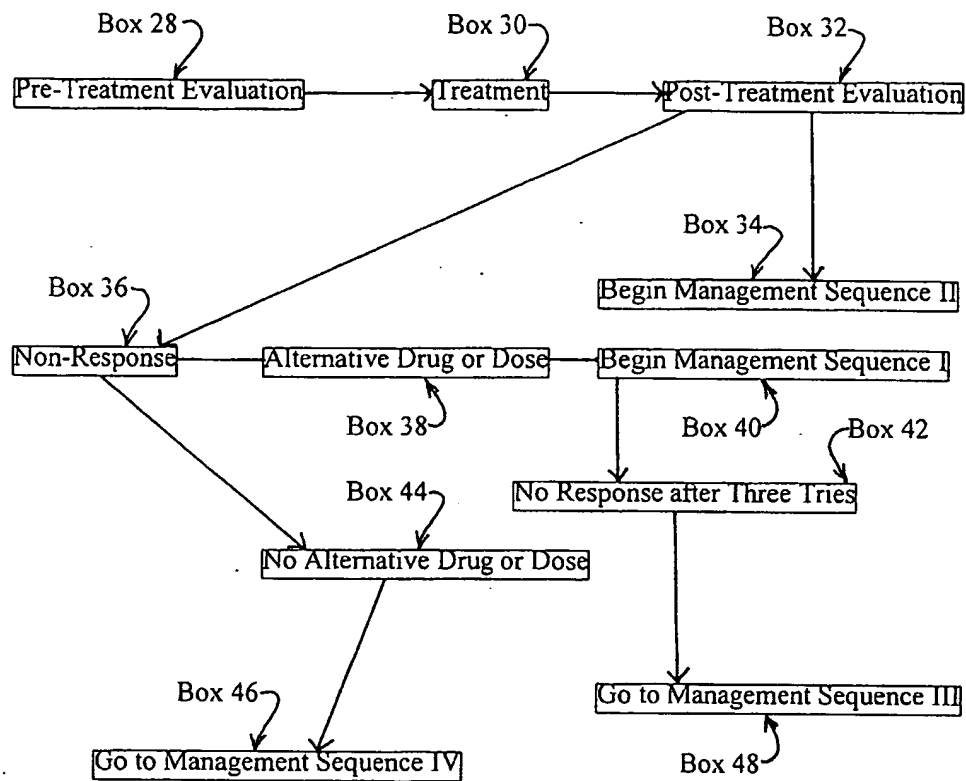 Box 28
Box 30
Box 32
Pre-Treatment Evaluation
Treatment
Post-Treatment Evaluation
Box 34
Begin Management Sequence II
Box 36
Non-Response
Alternative Drug or Dose
Begin Management Sequence I
Box 38
Box 40
Box 42
Box 44
No Response after Three Tries
No Alternative Drug or Dose
Box 46
Go to Management Sequence III
Go to Management Sequence IV
Box 48